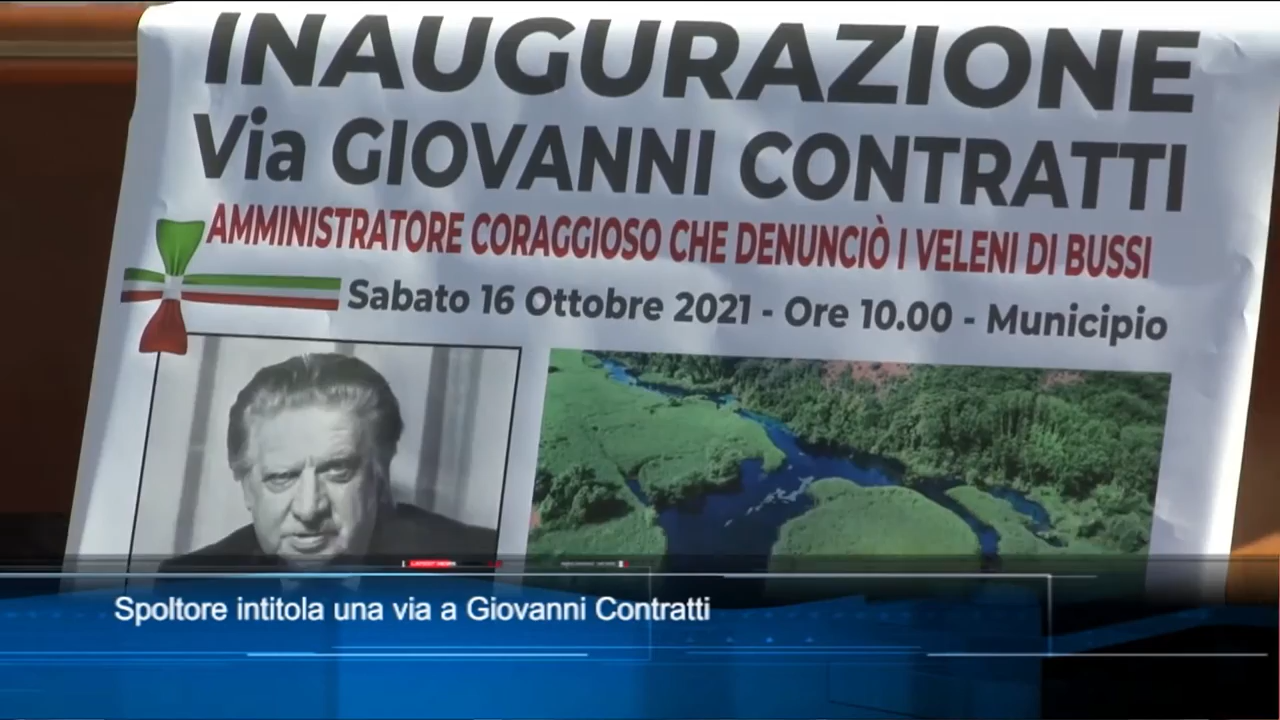 INAUGURAZIONE
Via GIOVANNI CONTRATTI
AMMINISTRATORE CORAGGIOSO CHE DENUNCIÒ I VELENI DI BUSSI
Sabato 16 Ottobre 2021 - Ore 10.00 - Municipio
Spoltore intitola una via a Giovanni Contratti